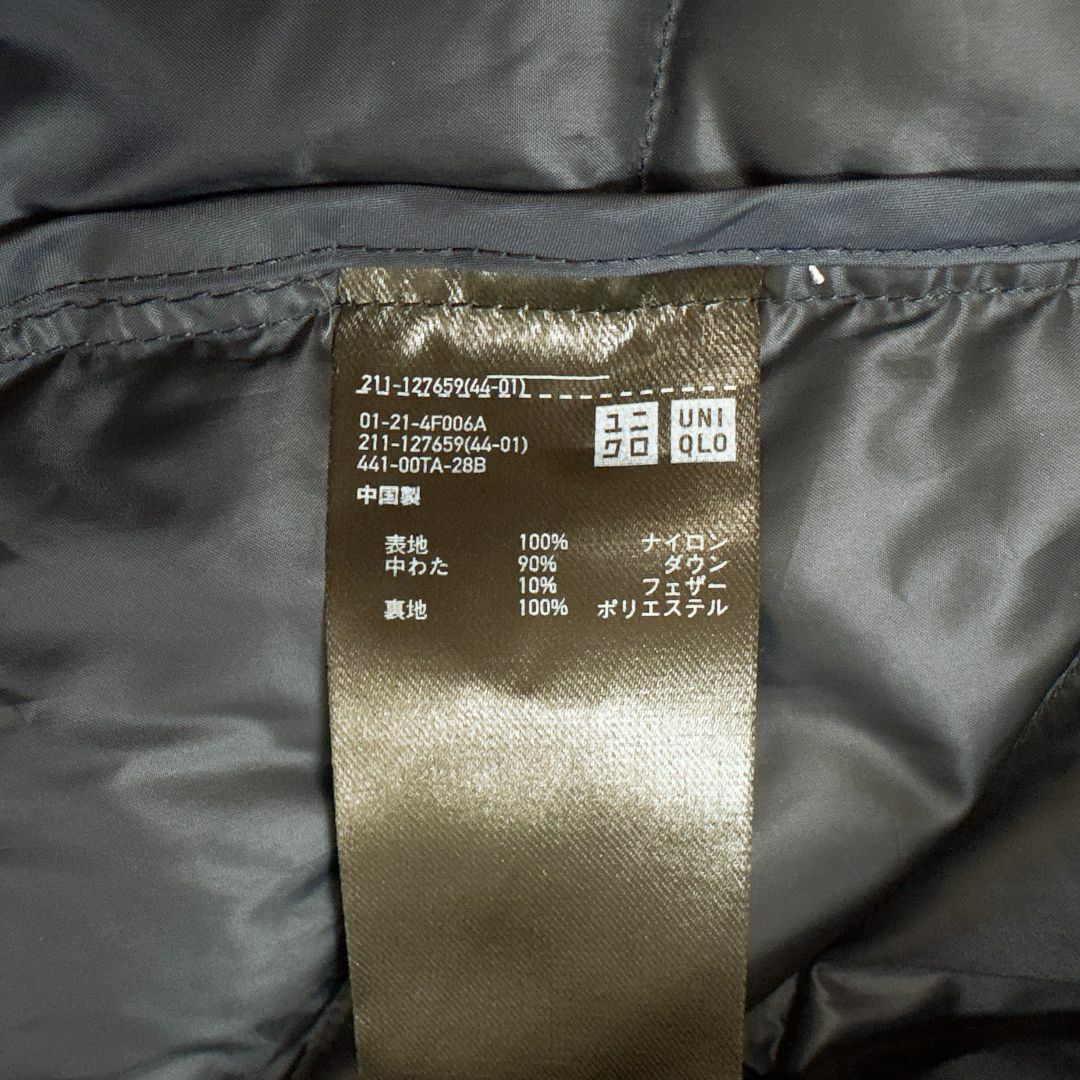 211-127659(44-01)
01-21-4F006A
211-127659(44-01)
441-00TA-28B
中国製
ユニ
クロ
UNI
QLO
表地 100% ナイロン
中わた 90% ダウン
10% フェザー
裏地 100% ポリエステル